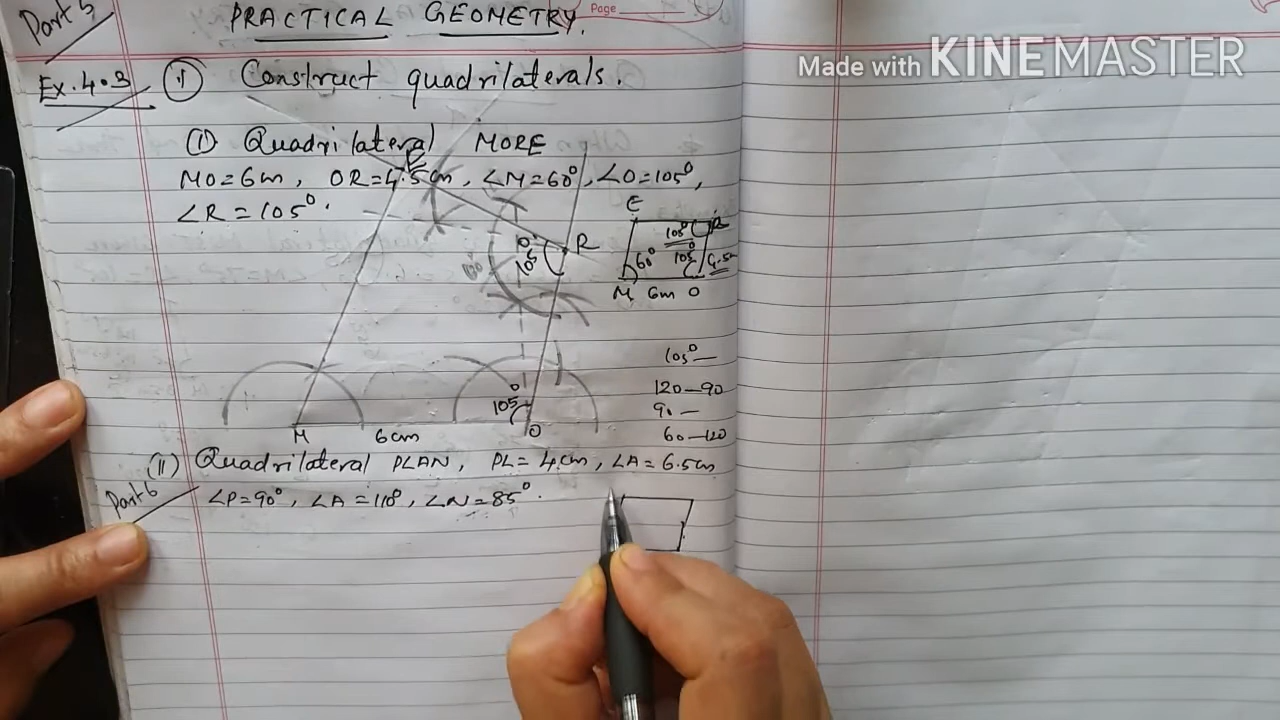 Part 5
PRACTICAL GEOMETRY.
Page
Made with KINEMASTER
Ex. 4.3 (1) Construct quadrilaterals.
(I) Quadrilateral MORE
MO = 6cm, OR = 4.5cm, ∠M = 60°, ∠O = 105°,
∠R = 105°.
E
E R
105°
60° 105° 4.5cm
M 6cm O
R
105°
105°
105° —
120 — 90
90 —
60 — 120
105°
M 6cm O
(II) Quadrilateral PLAN, PL = 4cm, ∠A = 6.5cm
Part 6
∠P = 90°, ∠A = 110°, ∠N = 85°.